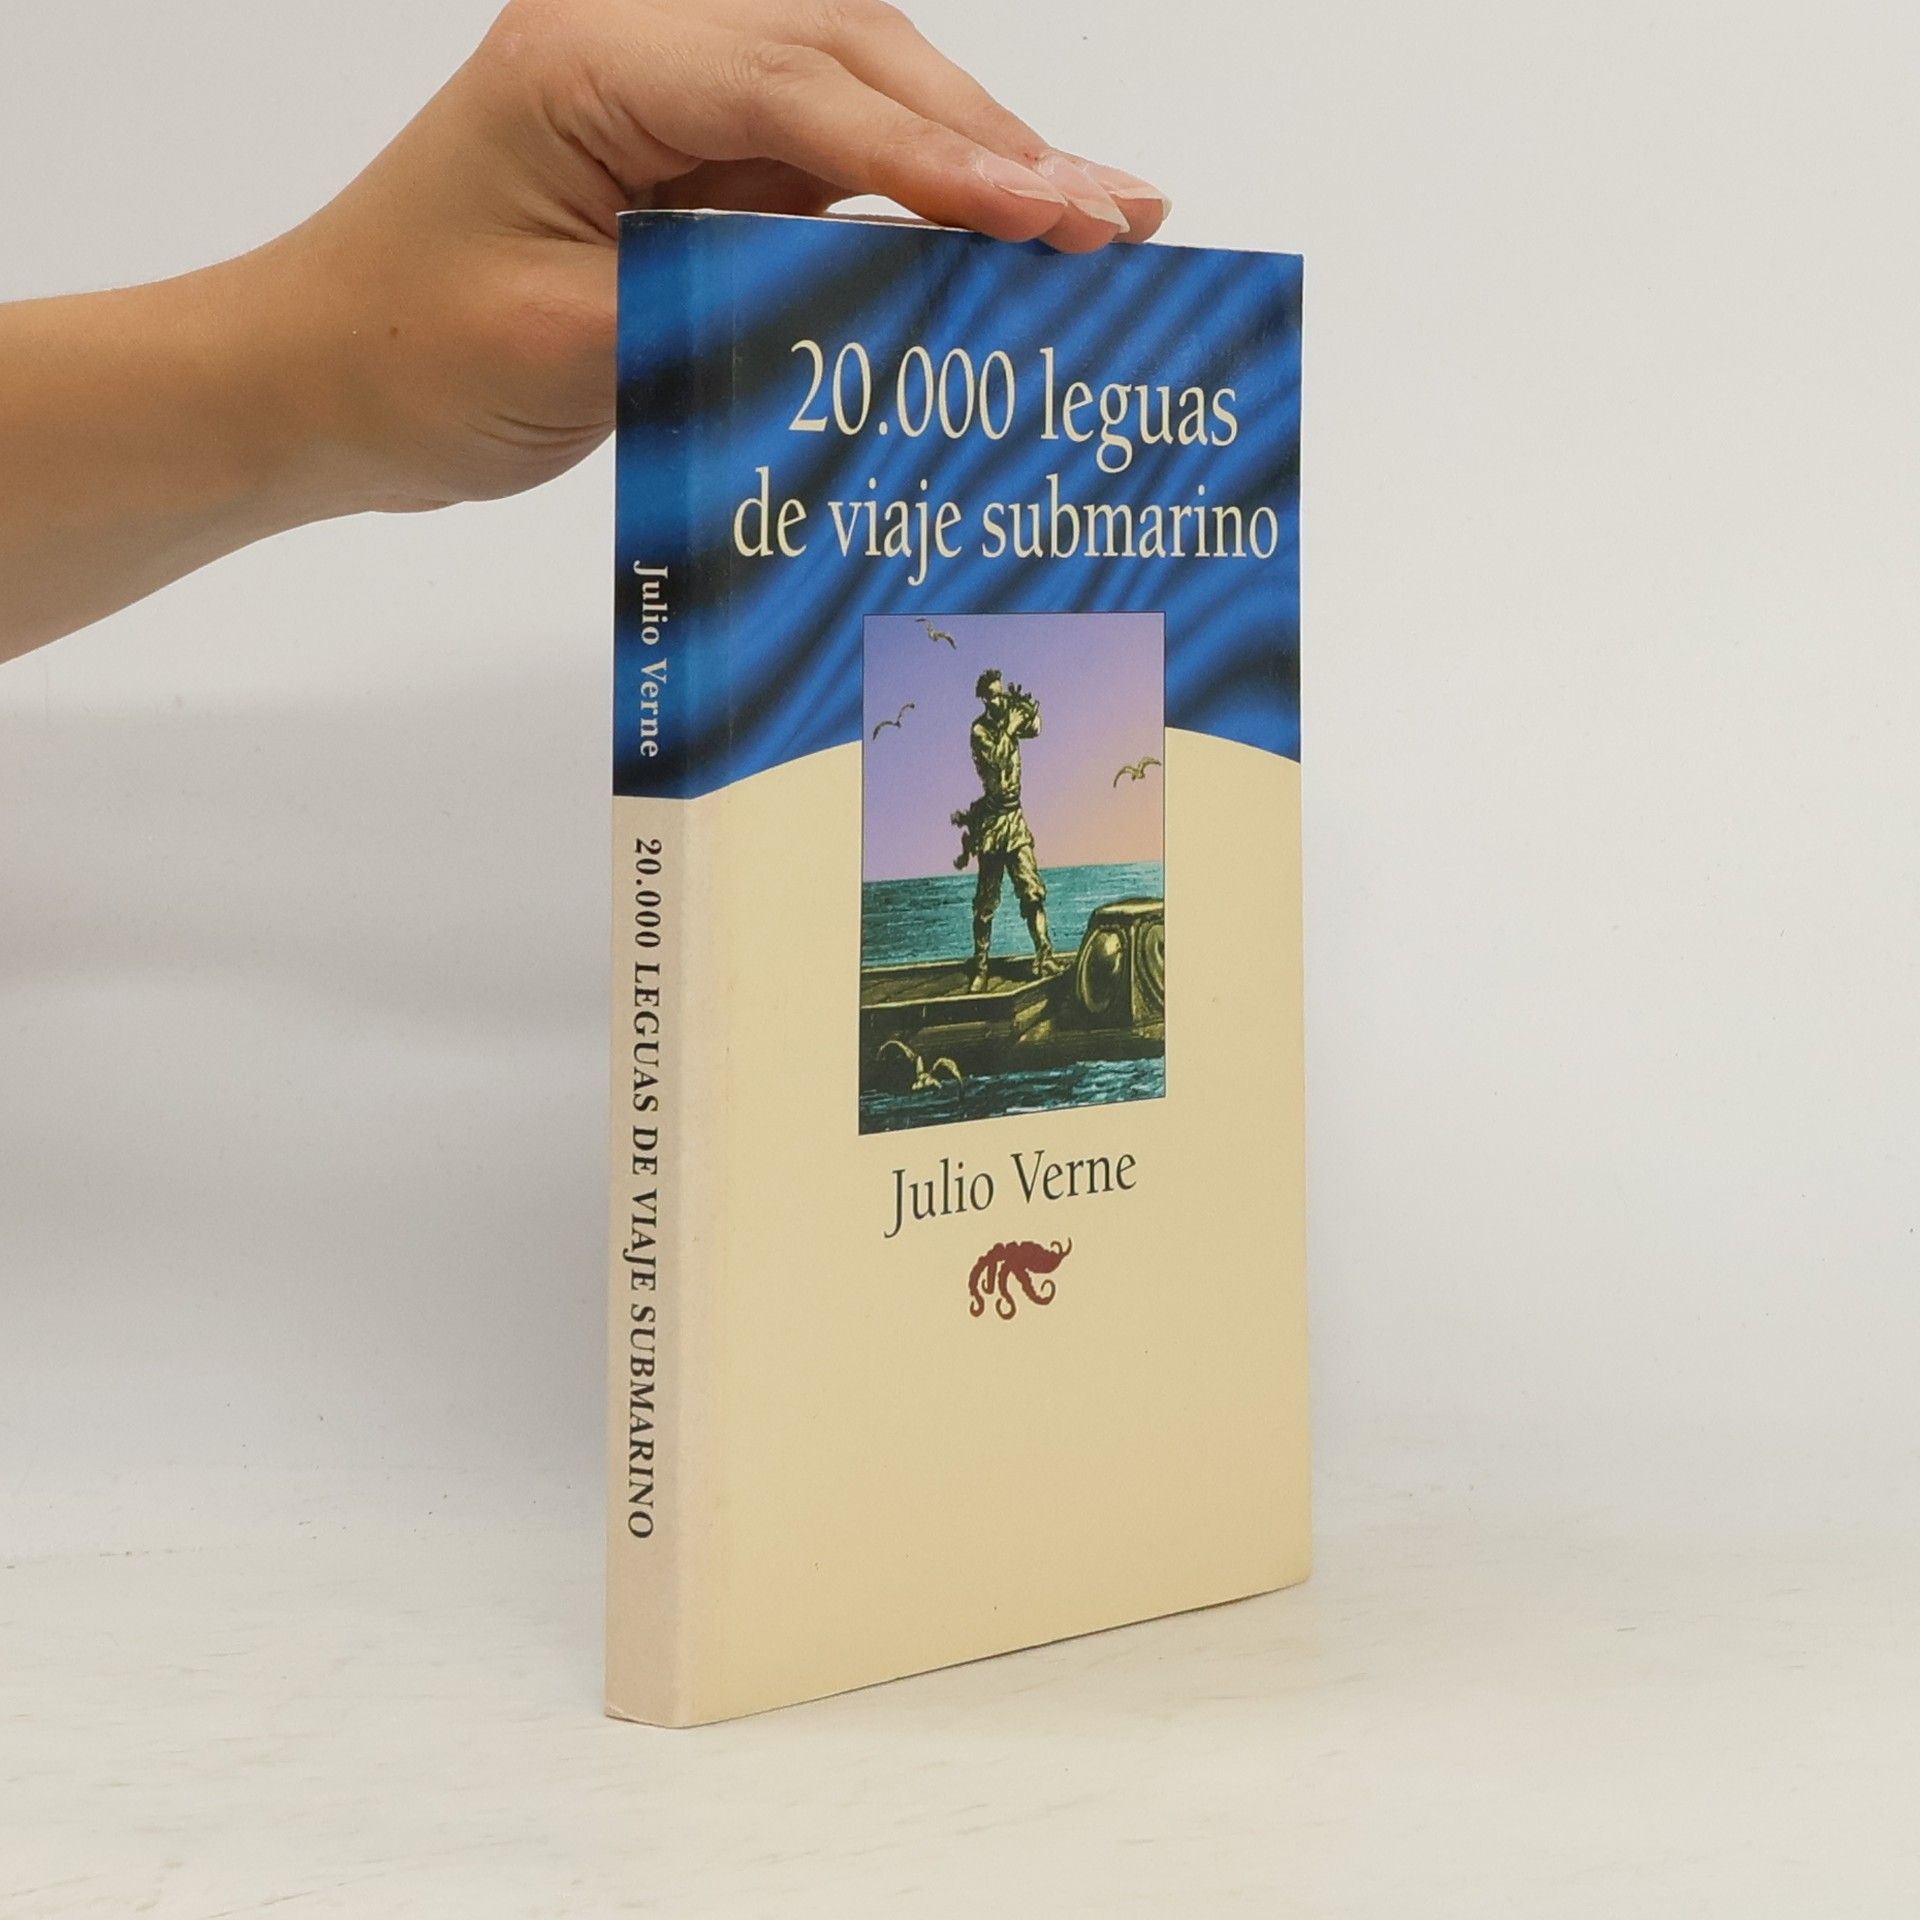 20.000 leguas
de viaje submarino
Julio Verne
Julio Verne
20.000 LEGUAS DE VIAJE SUBMARINO